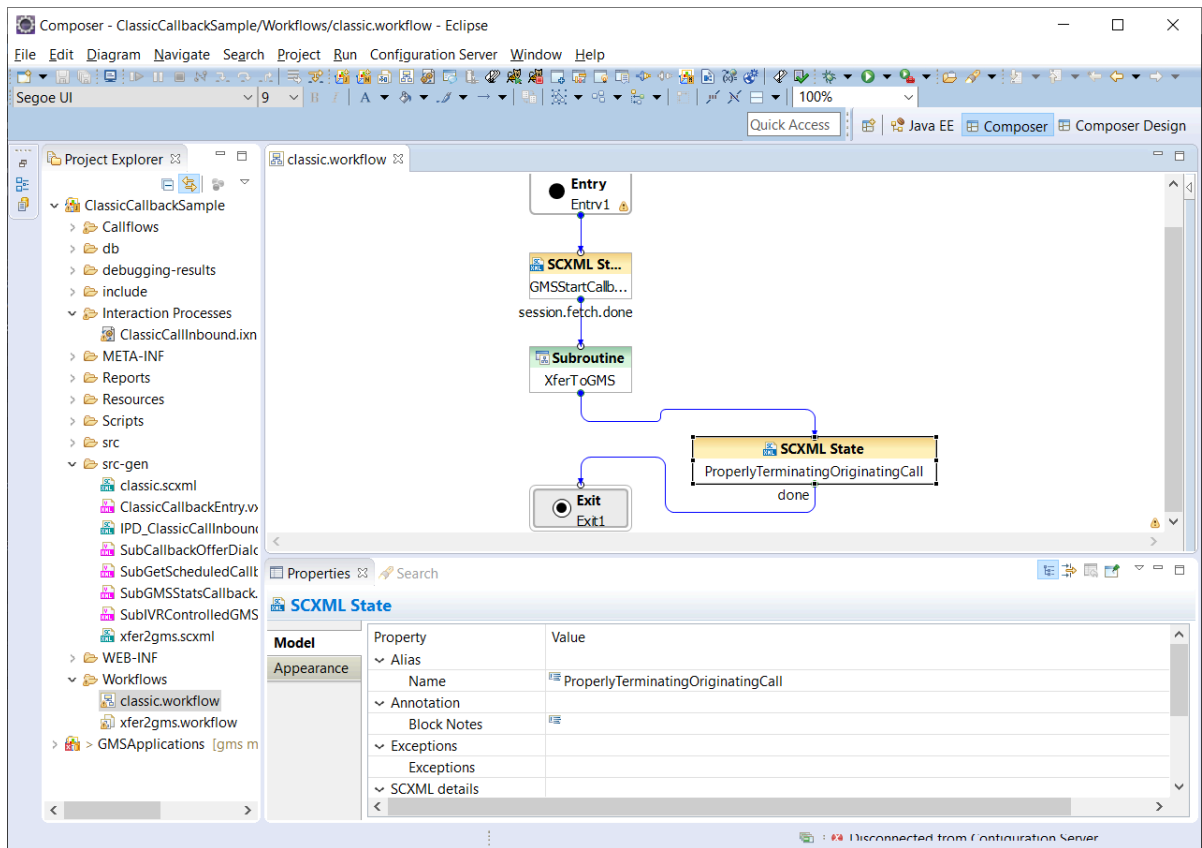 Composer - ClassicCallbackSample/Workflows/classic.workflow - Eclipse
File Edit Diagram Navigate Search Project Run Configuration Server Window Help
Segoe UI 9 B I A 100%
Quick Access Java EE Composer Composer Design
Project Explorer
ClassicCallbackSample
Callflows
db
debugging-results
include
Interaction Processes
ClassicCallInbound.ixn
META-INF
Reports
Resources
Scripts
src
src-gen
classic.scxml
ClassicCallbackEntry.vx
IPD_ClassicCallInboun
SubCallbackOfferDialo
SubGetScheduledCallb
SubGMSStatsCallback.
SubIVRControlledGMS
xfer2gms.scxml
WEB-INF
Workflows
classic.workflow
xfer2gms.workflow
> GMSApplications [gms m
classic.workflow
Entry
Entry1
SCXML St...
GMSStartCallb...
session.fetch.done
Subroutine
XferToGMS
SCXML State
ProperlyTerminatingOriginatingCall
done
Exit
Exit1
Properties Search
SCXML State
Model
Appearance
Property Value
Alias
Name ProperlyTerminatingOriginatingCall
Annotation
Block Notes
Exceptions
Exceptions
SCXML details
: Disconnected from Configuration Server